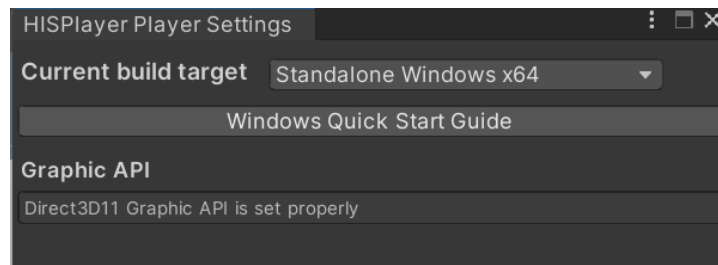 HISPlayer Player Settings
Current build target Standalone Windows x64
Windows Quick Start Guide
Graphic API
Direct3D11 Graphic API is set properly